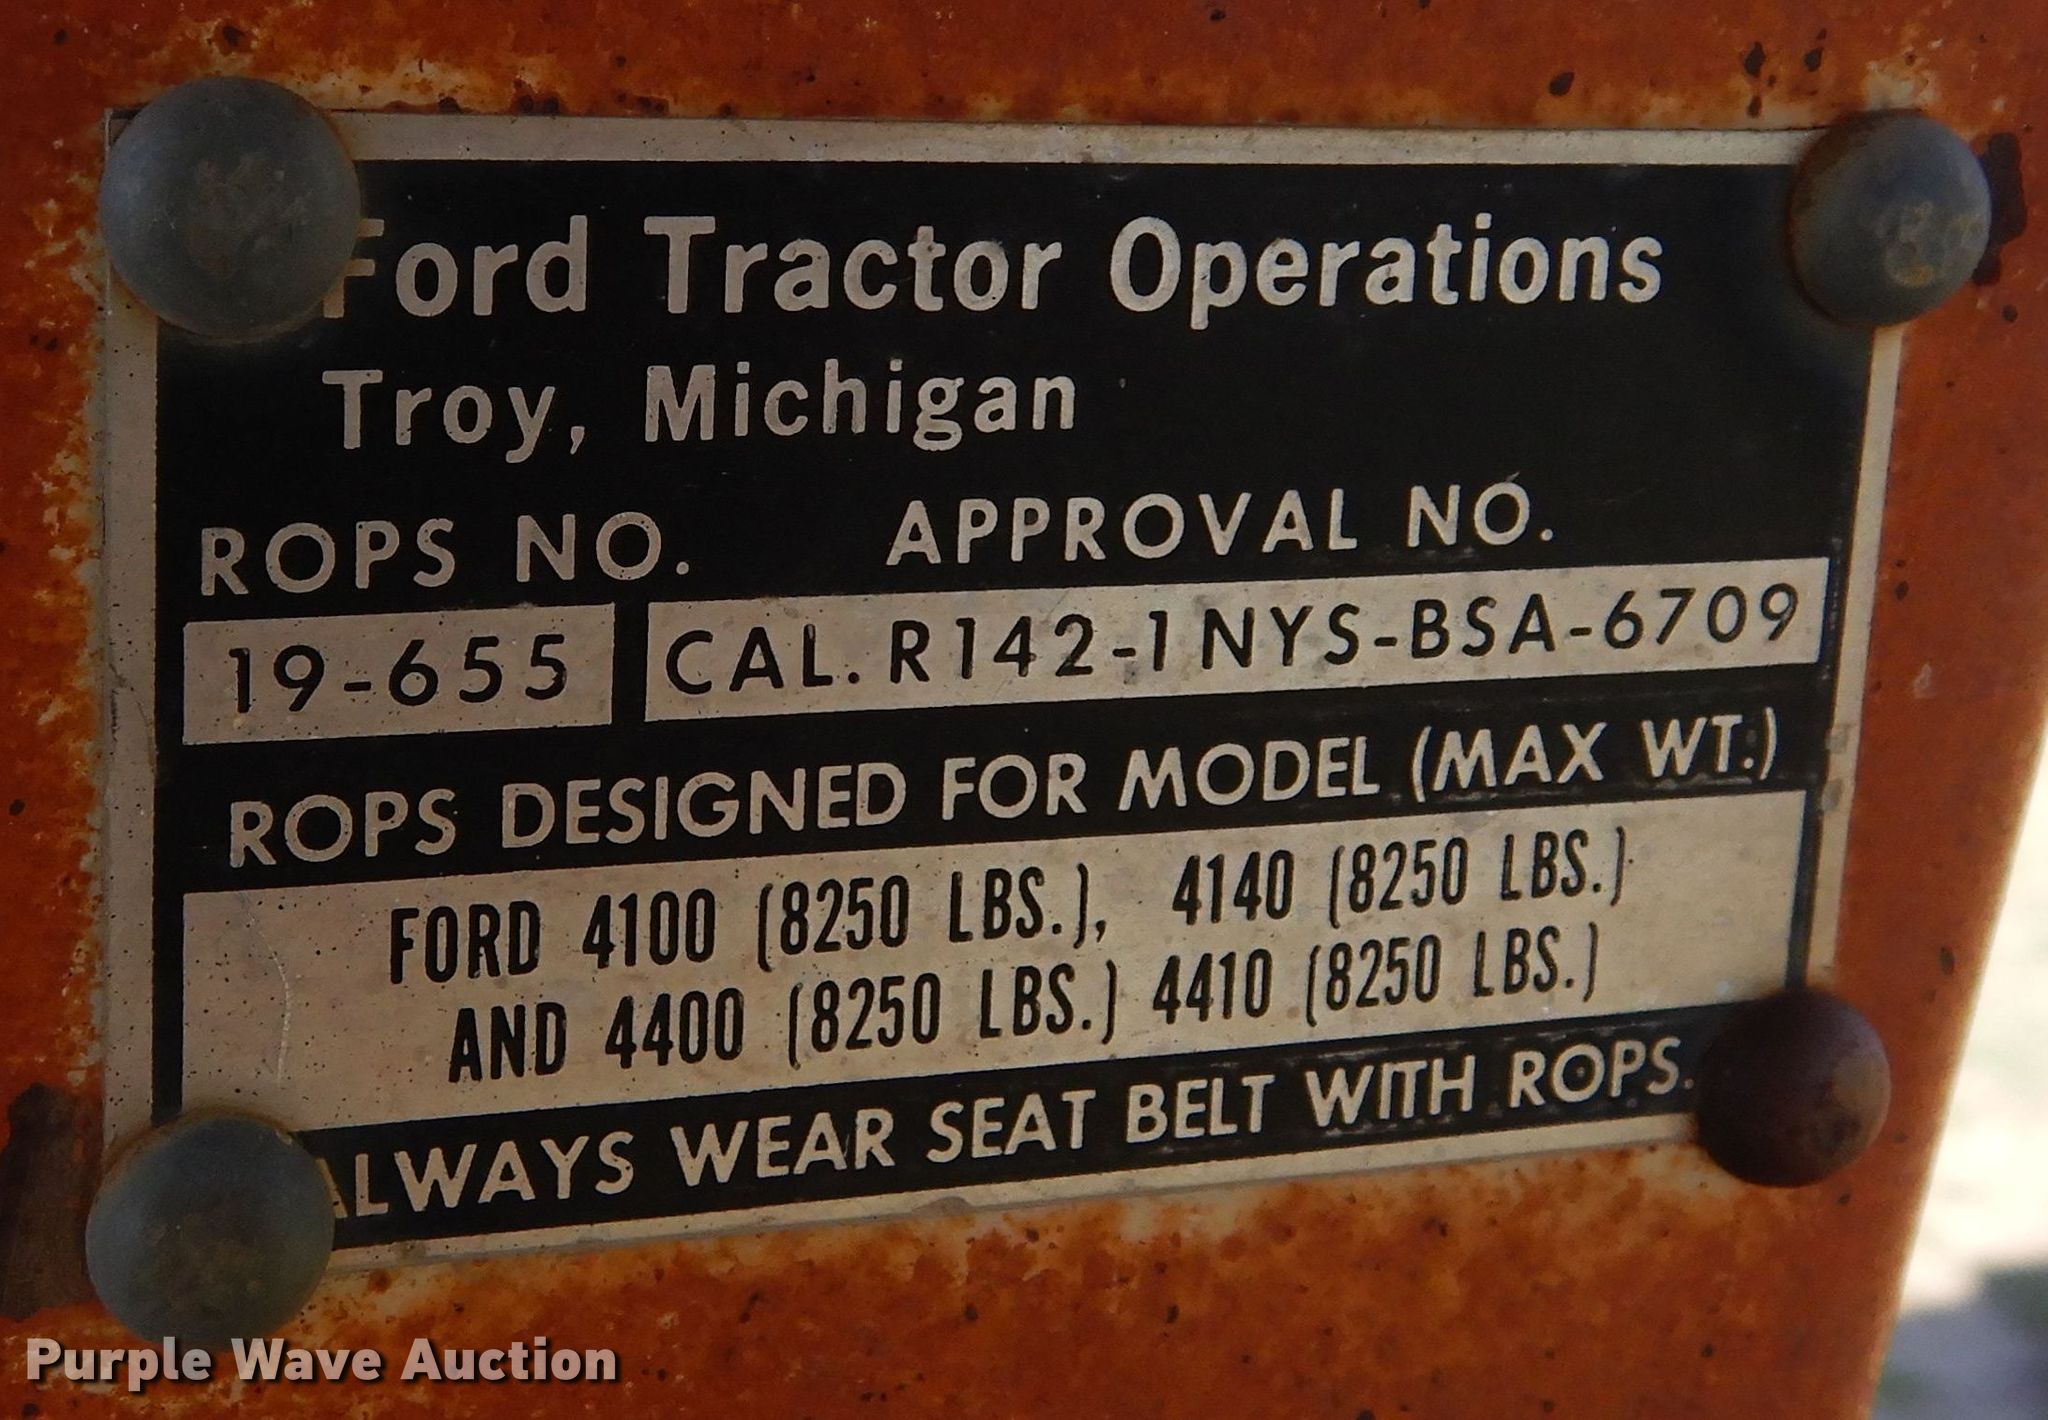 Ford Tractor Operations
Troy, Michigan
ROPS NO. APPROVAL NO.
19-655 CAL. R142-1NYS-BSA-6709
ROPS DESIGNED FOR MODEL (MAX WT.)
FORD 4100 (8250 LBS.), 4140 (8250 LBS.)
AND 4400 (8250 LBS.) 4410 (8250 LBS.)
ALWAYS WEAR SEAT BELT WITH ROPS.
Purple Wave Auction